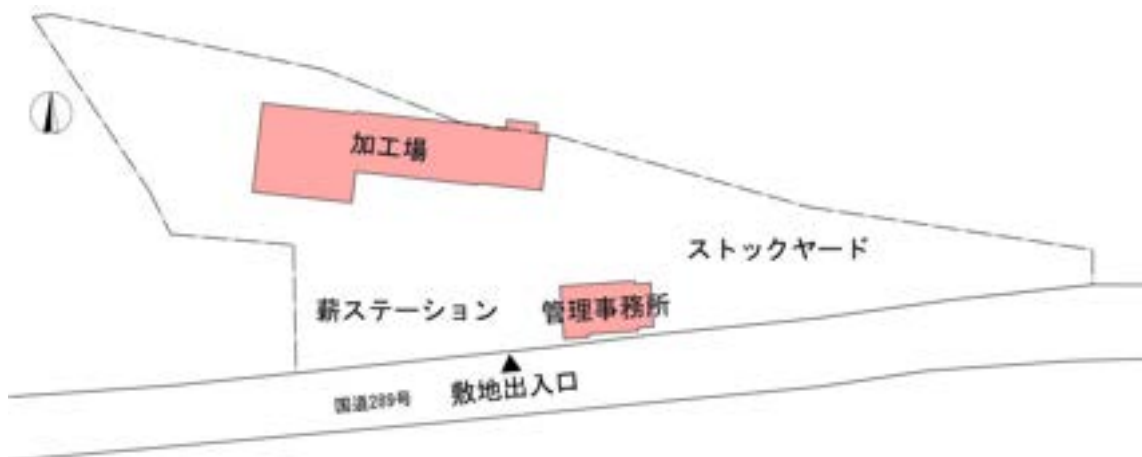 加工場
ストックヤード
薪ステーション
管理事務所
敷地出入口
国道289号